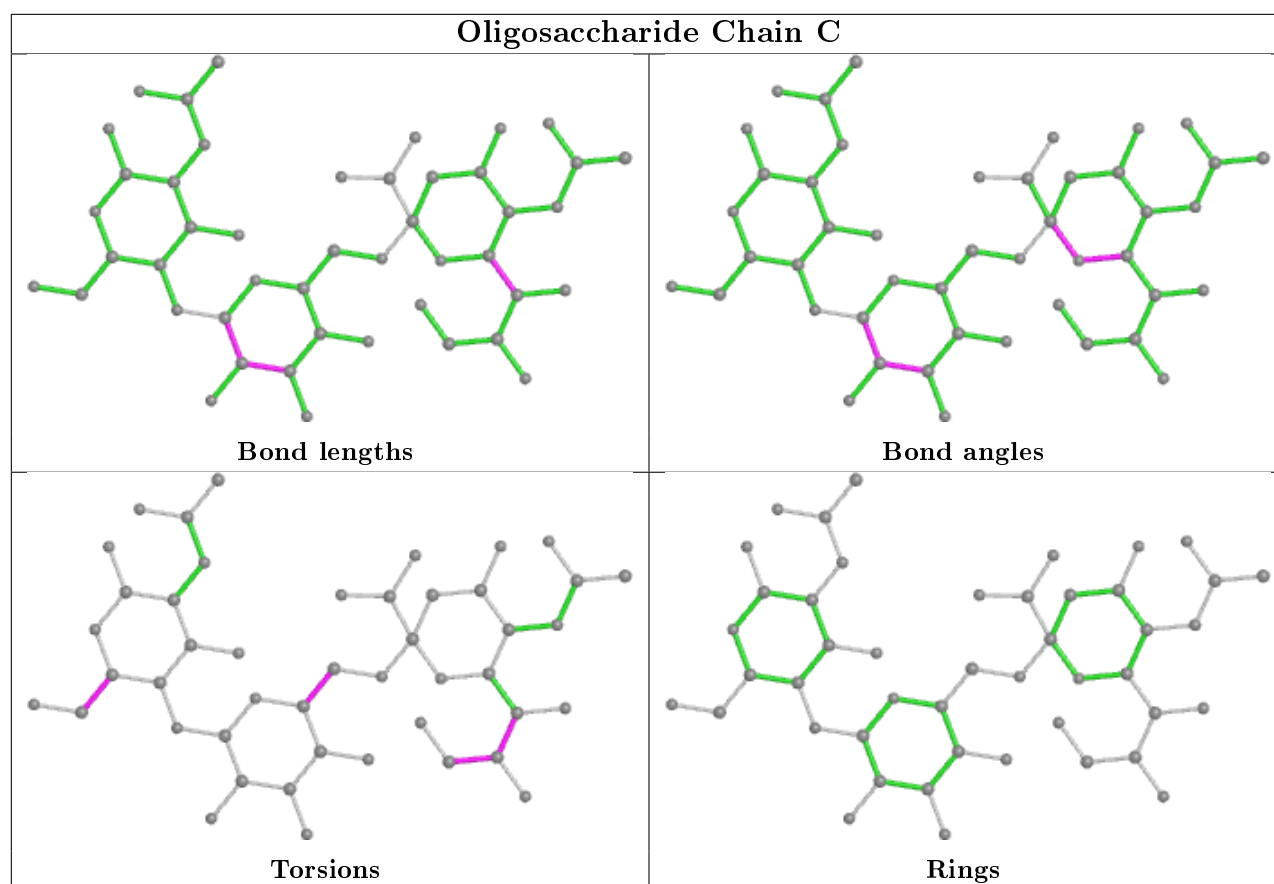 Oligosaccharide Chain C
Bond lengths
Bond angles
Torsions
Rings